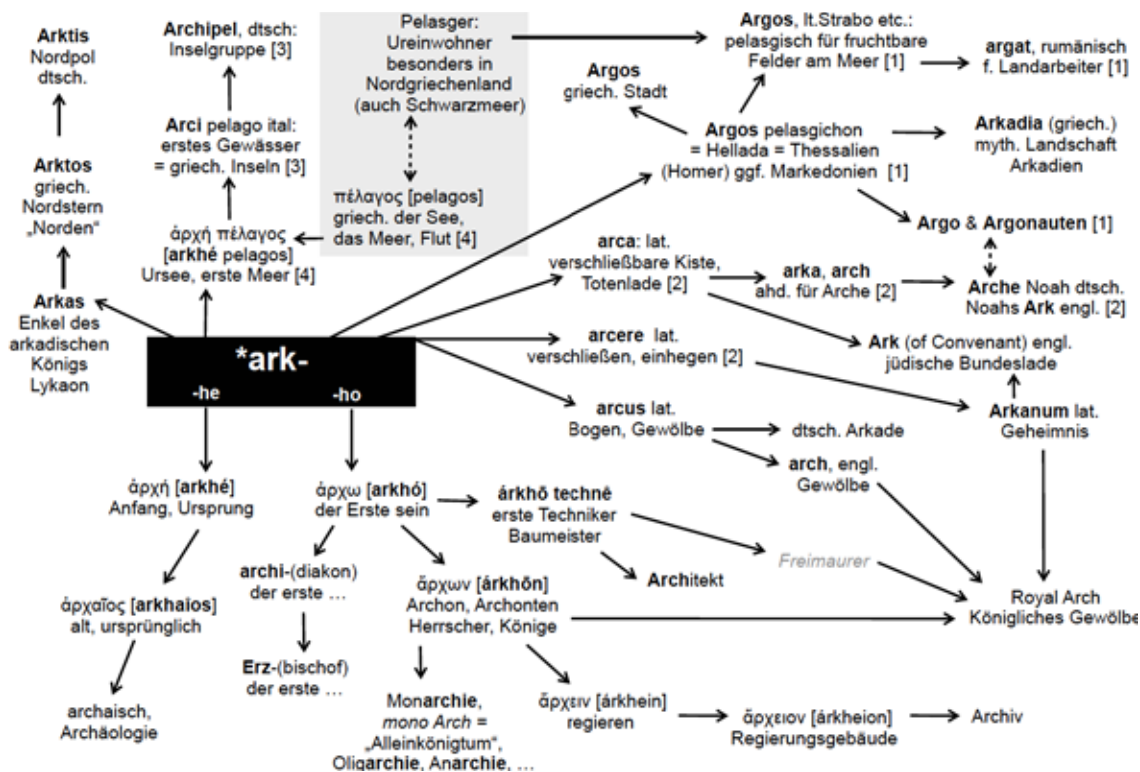 Arktis
Nordpol
dtsch.
Archipel, dtsch:
Inselgruppe [3]
Pelasger:
Ureinwohner
besonders in
Nordgriechenland
(auch Schwarzmeer)
Argos, lt.Strabo etc.:
pelasgisch für fruchtbare
Felder am Meer [1]
argat, rumänisch
f. Landarbeiter [1]
Argos
griech. Stadt
Arci pelago ital:
erstes Gewässer
= griech. Inseln [3]
Argos pelasgichon
= Hellada = Thessalien
(Homer) ggf. Markedonien [1]
Arkadia (griech.)
myth. Landschaft
Arkadien
Arktos
griech.
Nordstern
„Norden“
πέλαγος [pelagos]
griech. der See,
das Meer, Flut [4]
ἀρχή πέλαγος
[arkhé pelagos]
Ursee, erste Meer [4]
Argo & Argonauten [1]
arca: lat.
verschließbare Kiste,
Totenlade [2]
arka, arch
ahd. für Arche [2]
Arche Noah dtsch.
Noahs Ark engl. [2]
Arkas
Enkel des
arkadischen
Königs
Lykaon
*ark-
-he -ho
arcere lat.
verschließen, einhegen [2]
Ark (of Convenant) engl.
jüdische Bundeslade
arcus lat.
Bogen, Gewölbe
dtsch. Arkade
Arkanum lat.
Geheimnis
arch, engl.
Gewölbe
ἀρχή [arkhé]
Anfang, Ursprung
ἄρχω [arkhó]
der Erste sein
árkhō technê
erste Techniker
Baumeister
Freimaurer
archi-(diakon)
der erste ...
Architekt
ἄρχων [árkhōn]
Archon, Archonten
Herrscher, Könige
Royal Arch
Königliches Gewölbe
ἀρχαῖος [arkhaîos]
alt, ursprünglich
Erz-(bischof)
der erste ...
archaisch,
Archäologie
Monarchie,
mono Arch =
„Alleinkönigtum“,
Oligarchie, Anarchie, ...
ἄρχειν [árkhein]
regieren
ἄρχειον [árkheion]
Regierungsgebäude
Archiv